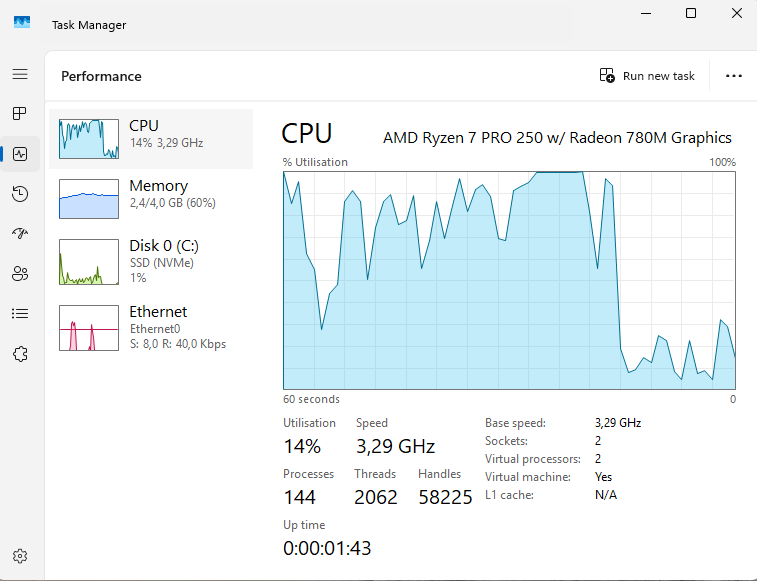 Task Manager
Performance
Run new task
CPU
14% 3,29 GHz
Memory
2,4/4,0 GB (60%)
Disk 0 (C:)
SSD (NVMe)
1%
Ethernet
Ethernet0
S: 8,0 R: 40,0 Kbps
CPU AMD Ryzen 7 PRO 250 w/ Radeon 780M Graphics
% Utilisation 100%
60 seconds 0
Utilisation Speed
14% 3,29 GHz
Processes Threads Handles
144 2062 58225
Up time
0:00:01:43
Base speed: 3,29 GHz
Sockets: 2
Virtual processors: 2
Virtual machine: Yes
L1 cache: N/A